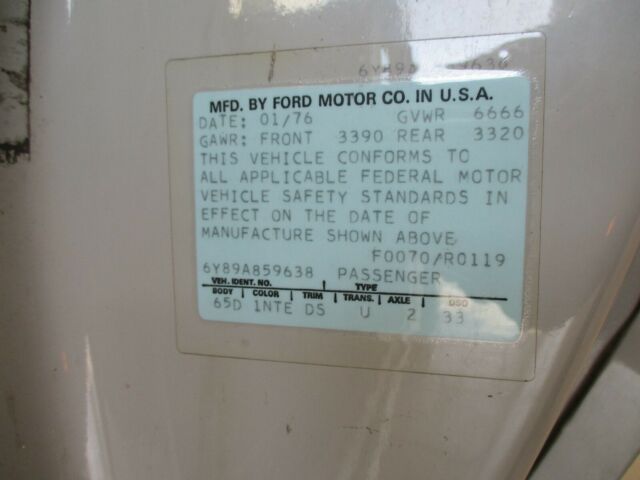 MFD. BY FORD MOTOR CO. IN U.S.A.
DATE: 01/76 GVWR 6666
GAWR: FRONT 3390 REAR 3320
THIS VEHICLE CONFORMS TO
ALL APPLICABLE FEDERAL MOTOR
VEHICLE SAFETY STANDARDS IN
EFFECT ON THE DATE OF
MANUFACTURE SHOWN ABOVE
F0070/R0119
6Y89A859638 PASSENGER
VEH. IDENT. NO. TYPE
BODY COLOR TRIM TRANS. AXLE DSO
65D 1NTE DS U 2 33